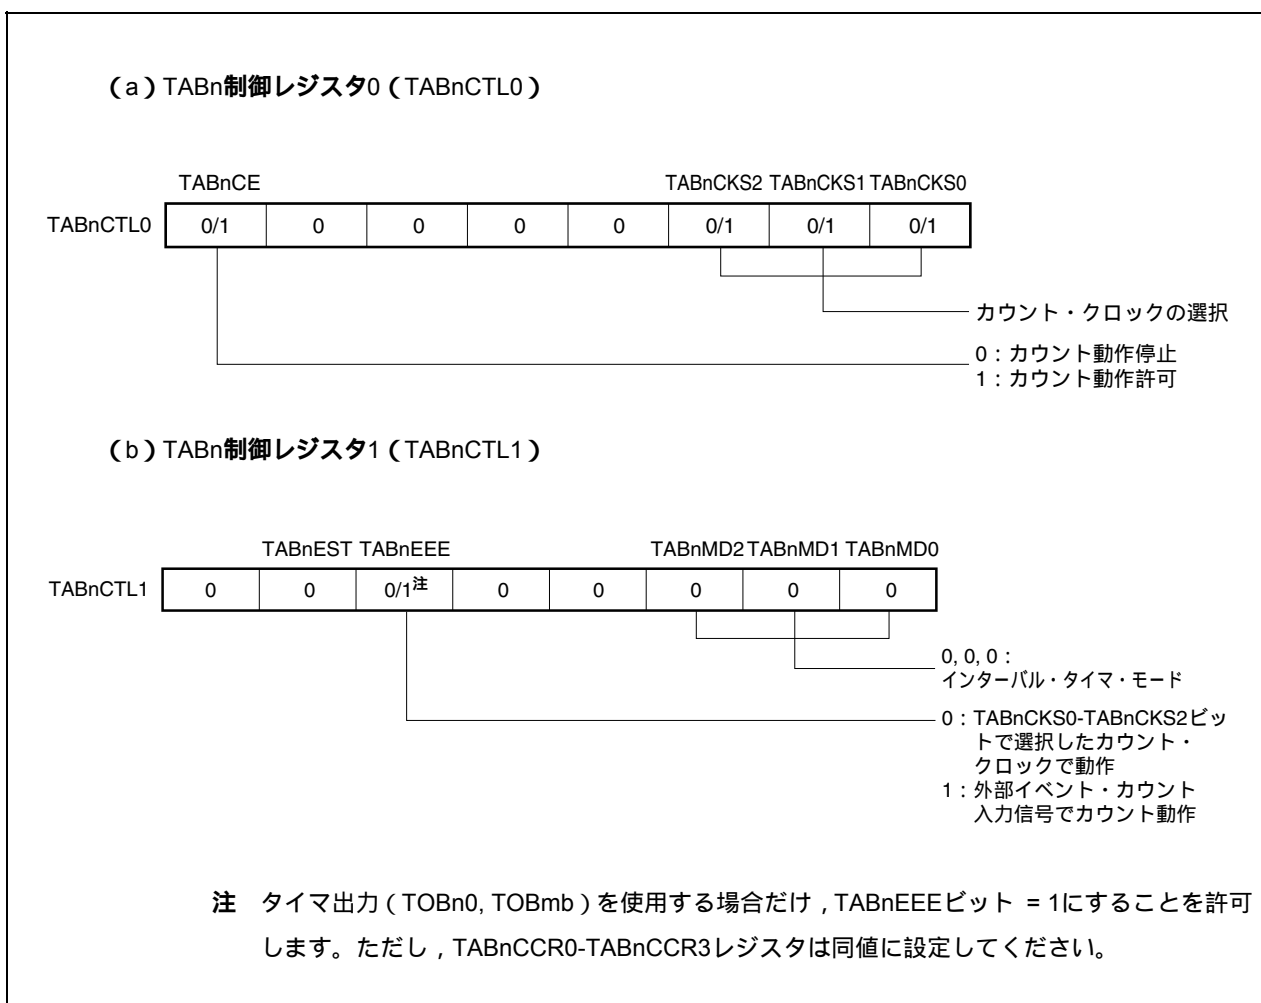 （a）TABn制御レジスタ0（TABnCTL0）
TABnCE TABnCKS2 TABnCKS1 TABnCKS0
TABnCTL0 0/1 0 0 0 0 0/1 0/1 0/1
カウント・クロックの選択
0：カウント動作停止
1：カウント動作許可
（b）TABn制御レジスタ1（TABnCTL1）
TABnEST TABnEEE TABnMD2 TABnMD1 TABnMD0
TABnCTL1 0 0 0/1注 0 0 0 0 0
0, 0, 0：
インターバル・タイマ・モード
0：TABnCKS0-TABnCKS2ビッ
トで選択したカウント・
クロックで動作
1：外部イベント・カウント
入力信号でカウント動作
注 タイマ出力（TOBn0, TOBmb）を使用する場合だけ，TABnEEEビット = 1にすることを許可
します。ただし，TABnCCR0-TABnCCR3レジスタは同値に設定してください。